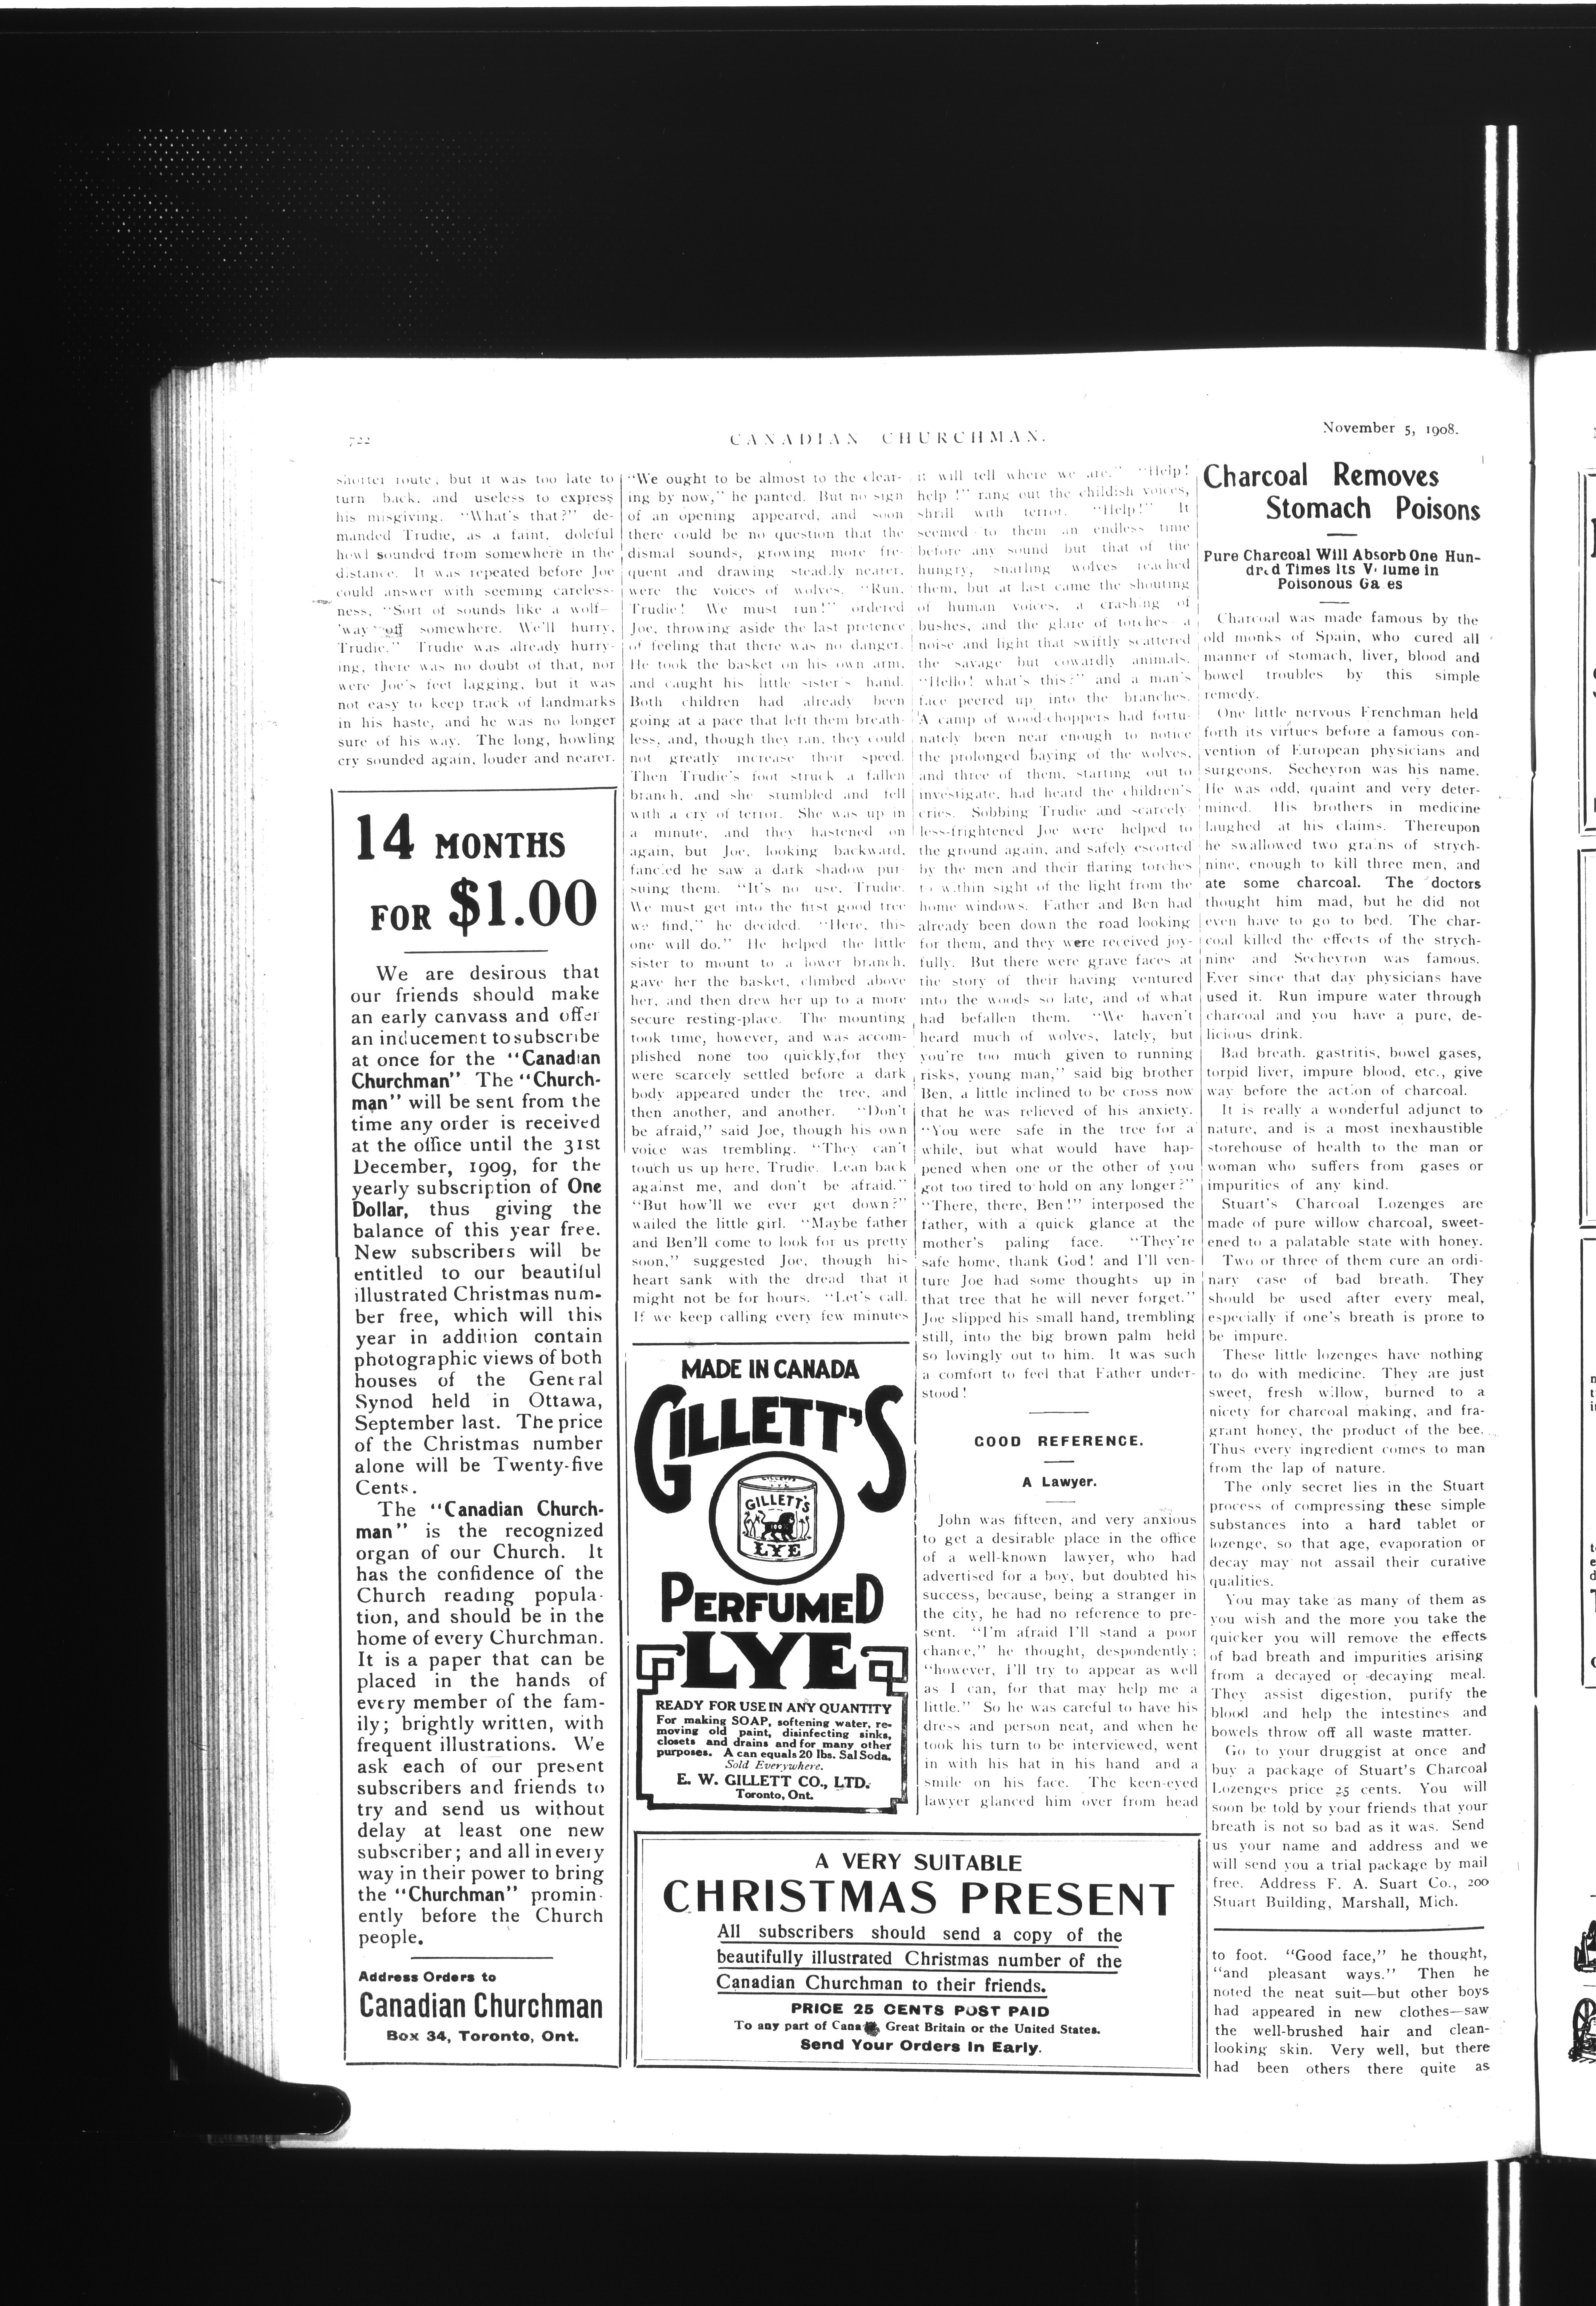 722
CANADIAN CHURCHMAN.
November 5, 1908.
shorter route, but it was too late to
turn back, and useless to express
his misgiving. "What's that?" de-
manded Trudie, as a faint, doleful
howl sounded from somewhere in the
distance. It was repeated before Joe
could answer with seeming careless-
ness, "Sort of sounds like a wolf—
'way off somewhere. We'll hurry,
Trudie." Trudie was already hurry-
ing, there was no doubt of that, nor
were Joe's feet lagging, but it was
not easy to keep track of landmarks
in his haste, and he was no longer
sure of his way. The long, howling
cry sounded again, louder and nearer.
14 MONTHS
FOR $1.00
We are desirous that
our friends should make
an early canvass and offer
an inducement to subscribe
at once for the "Canadian
Churchman" The "Church-
man" will be sent from the
time any order is received
at the office until the 31st
December, 1909, for the
yearly subscription of One
Dollar, thus giving the
balance of this year free.
New subscribers will be
entitled to our beautiful
illustrated Christmas num-
ber free, which will this
year in addition contain
photographic views of both
houses of the General
Synod held in Ottawa,
September last. The price
of the Christmas number
alone will be Twenty-five
Cents.
The "Canadian Church-
man" is the recognized
organ of our Church. It
has the confidence of the
Church reading popula-
tion, and should be in the
home of every Churchman.
It is a paper that can be
placed in the hands of
every member of the fam-
ily; brightly written, with
frequent illustrations. We
ask each of our present
subscribers and friends to
try and send us without
delay at least one new
subscriber; and all in every
way in their power to bring
the "Churchman" promin-
ently before the Church
people.
Address Orders to
Canadian Churchman
Box 34, Toronto, Ont.
"We ought to be almost to the clear-
ing by now," he panted. But no sign
of an opening appeared, and soon
there could be no question that the
dismal sounds, growing more fre-
quent and drawing steadily nearer,
were the voices of wolves. "Run,
Trudie! We must run!" ordered
Joe, throwing aside the last pretence
of feeling that there was no danger.
He took the basket on his own arm,
and caught his little sister's hand.
Both children had already been
going at a pace that left them breath-
less, and, though they ran, they could
not greatly increase their speed.
Then Trudie's foot struck a fallen
branch, and she stumbled and fell
with a cry of terror. She was up in
a minute, and they hastened on
again, but Joe, looking backward,
fancied he saw a dark shadow pur-
suing them. "It's no use, Trudie.
We must get into the first good tree
we find," he decided. "Here, this
one will do." He helped the little
sister to mount to a lower branch,
gave her the basket, climbed above
her, and then drew her up to a more
secure resting-place. The mounting
took time, however, and was accom-
plished none too quickly, for they
were scarcely settled before a dark
body appeared under the tree, and
then another, and another. "Don't
be afraid," said Joe, though his own
voice was trembling. "They can't
touch us up here, Trudie. Lean back
against me, and don't be afraid."
"But how'll we ever get down?"
wailed the little girl. "Maybe father
and Ben'll come to look for us pretty
soon," suggested Joe, though his
heart sank with the dread that it
might not be for hours. "Let's call.
If we keep calling every few minutes
MADE IN CANADA
GILLETT'S
GILLETT'S
LYE
PERFUMED
LYE
READY FOR USE IN ANY QUANTITY
For making SOAP, softening water, re-
moving old paint, disinfecting sinks,
closets and drains and for many other
purposes. A can equals 20 lbs. Sal Soda.
Sold Everywhere.
E. W. GILLETT CO., LTD.
Toronto, Ont.
it will tell where we are." "Help!
help!" rang out the childish voices,
shrill with terror. "Help!" It
seemed to them an endless time
before any sound but that of the
hungry, snarling wolves reached
them, but at last came the shouting
of human voices, a crashing of
bushes, and the glare of torches—a
noise and light that swiftly scattered
the savage but cowardly animals.
"Hello! what's this?" and a man's
face peered up into the branches.
A camp of wood-choppers had fortu-
nately been near enough to notice
the prolonged baying of the wolves,
and three of them, starting out to
investigate, had heard the children's
cries. Sobbing Trudie and scarcely
less-frightened Joe were helped to
the ground again, and safely escorted
by the men and their flaring torches
to within sight of the light from the
home windows. Father and Ben had
already been down the road looking
for them, and they were received joy-
fully. But there were grave faces at
the story of their having ventured
into the woods so late, and of what
had befallen them. "We haven't
heard much of wolves, lately, but
you're too much given to running
risks, young man," said big brother
Ben, a little inclined to be cross now
that he was relieved of his anxiety.
"You were safe in the tree for a
while, but what would have hap-
pened when one or the other of you
got too tired to hold on any longer?"
"There, there, Ben!" interposed the
father, with a quick glance at the
mother's paling face. "They're
safe home, thank God! and I'll ven-
ture Joe had some thoughts up in
that tree that he will never forget."
Joe slipped his small hand, trembling
still, into the big brown palm held
so lovingly out to him. It was such
a comfort to feel that Father under-
stood!
GOOD REFERENCE.
A Lawyer.
John was fifteen, and very anxious
to get a desirable place in the office
of a well-known lawyer, who had
advertised for a boy, but doubted his
success, because, being a stranger in
the city, he had no reference to pre-
sent. "I'm afraid I'll stand a poor
chance," he thought, despondently;
"however, I'll try to appear as well
as I can, for that may help me a
little." So he was careful to have his
dress and person neat, and when he
took his turn to be interviewed, went
in with his hat in his hand and a
smile on his face. The keen-eyed
lawyer glanced him over from head
A VERY SUITABLE
CHRISTMAS PRESENT
All subscribers should send a copy of the
beautifully illustrated Christmas number of the
Canadian Churchman to their friends.
PRICE 25 CENTS POST PAID
To any part of Cana Great Britain or the United States.
Send Your Orders In Early.
Charcoal Removes
Stomach Poisons
Pure Charcoal Will Absorb One Hun-
dred Times Its V lume in
Poisonous Ga es
Charcoal was made famous by the
old monks of Spain, who cured all
manner of stomach, liver, blood and
bowel troubles by this simple
remedy.
One little nervous Frenchman held
forth its virtues before a famous con-
vention of European physicians and
surgeons. Secheyron was his name.
He was odd, quaint and very deter-
mined. His brothers in medicine
laughed at his claims. Thereupon
he swallowed two grains of strych-
nine, enough to kill three men, and
ate some charcoal. The doctors
thought him mad, but he did not
even have to go to bed. The char-
coal killed the effects of the strych-
nine and Secheyron was famous.
Ever since that day physicians have
used it. Run impure water through
charcoal and you have a pure, de-
licious drink.
Bad breath. gastritis, bowel gases,
torpid liver, impure blood, etc., give
way before the action of charcoal.
It is really a wonderful adjunct to
nature, and is a most inexhaustible
storehouse of health to the man or
woman who suffers from gases or
impurities of any kind.
Stuart's Charcoal Lozenges are
made of pure willow charcoal, sweet-
ened to a palatable state with honey.
Two or three of them cure an ordi-
nary case of bad breath. They
should be used after every meal,
especially if one's breath is prone to
be impure.
These little lozenges have nothing
to do with medicine. They are just
sweet, fresh willow, burned to a
nicety for charcoal making, and fra-
grant honey, the product of the bee.
Thus every ingredient comes to man
from the lap of nature.
The only secret lies in the Stuart
process of compressing these simple
substances into a hard tablet or
lozenge, so that age, evaporation or
decay may not assail their curative
qualities.
You may take as many of them as
you wish and the more you take the
quicker you will remove the effects
of bad breath and impurities arising
from a decayed or decaying meal.
They assist digestion, purify the
blood and help the intestines and
bowels throw off all waste matter.
Go to your druggist at once and
buy a package of Stuart's Charcoal
Lozenges price 25 cents. You will
soon be told by your friends that your
breath is not so bad as it was. Send
us your name and address and we
will send you a trial package by mail
free. Address F. A. Suart Co., 200
Stuart Building, Marshall, Mich.
to foot. "Good face," he thought,
"and pleasant ways." Then he
noted the neat suit—but other boys
had appeared in new clothes—saw
the well-brushed hair and clean-
looking skin. Very well, but there
had been others there quite as